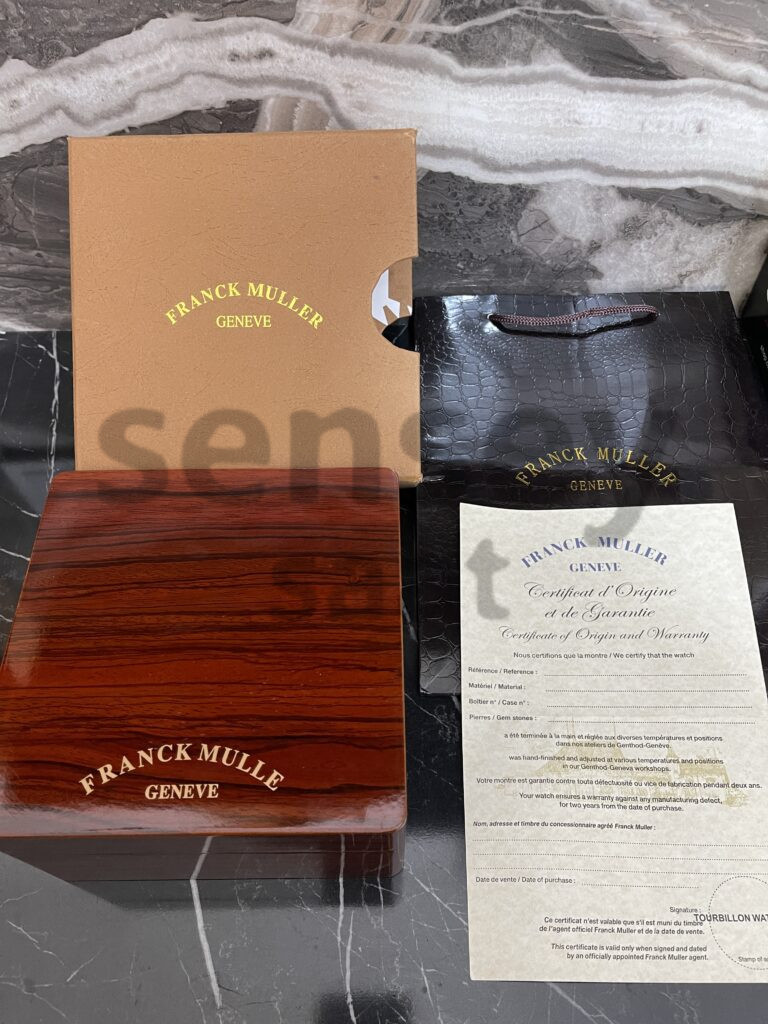 FRANCK MULLER
GENEVE
FRANCK MULLER
GENEVE
FRANCK MULLE
GENEVE
FRANCK MULLER
GENEVE
Certificat d'Origine
et de Garantie
Certificate of Origin and Warranty
Nous certifions que la montre / We certify that the watch
Référence / Reference :
Matériel / Material :
Boîtier n° / Case n° :
Pierres / Gem stones :
a été terminée à la main et réglée aux diverses températures et positions
dans nos ateliers de Genthod-Genève.
was hand-finished and adjusted at various temperatures and positions
in our Genthod-Geneva workshops.
Votre montre est garantie contre toute défectuosité ou vice de fabrication pendant deux ans.
Your watch ensures a warranty against any manufacturing defect,
for two years from the date of purchase.
Nom, adresse et timbre du concessionnaire agréé Franck Muller :
Date de vente / Date of purchase :
Signature :
TOURBILLON WAT
Ce certificat n'est valable que s'il est muni du timbre
de l'agent officiel Franck Muller et de la date de vente.
This certificate is valid only when signed and dated
by an officially appointed Franck Muller agent.
Stamp of